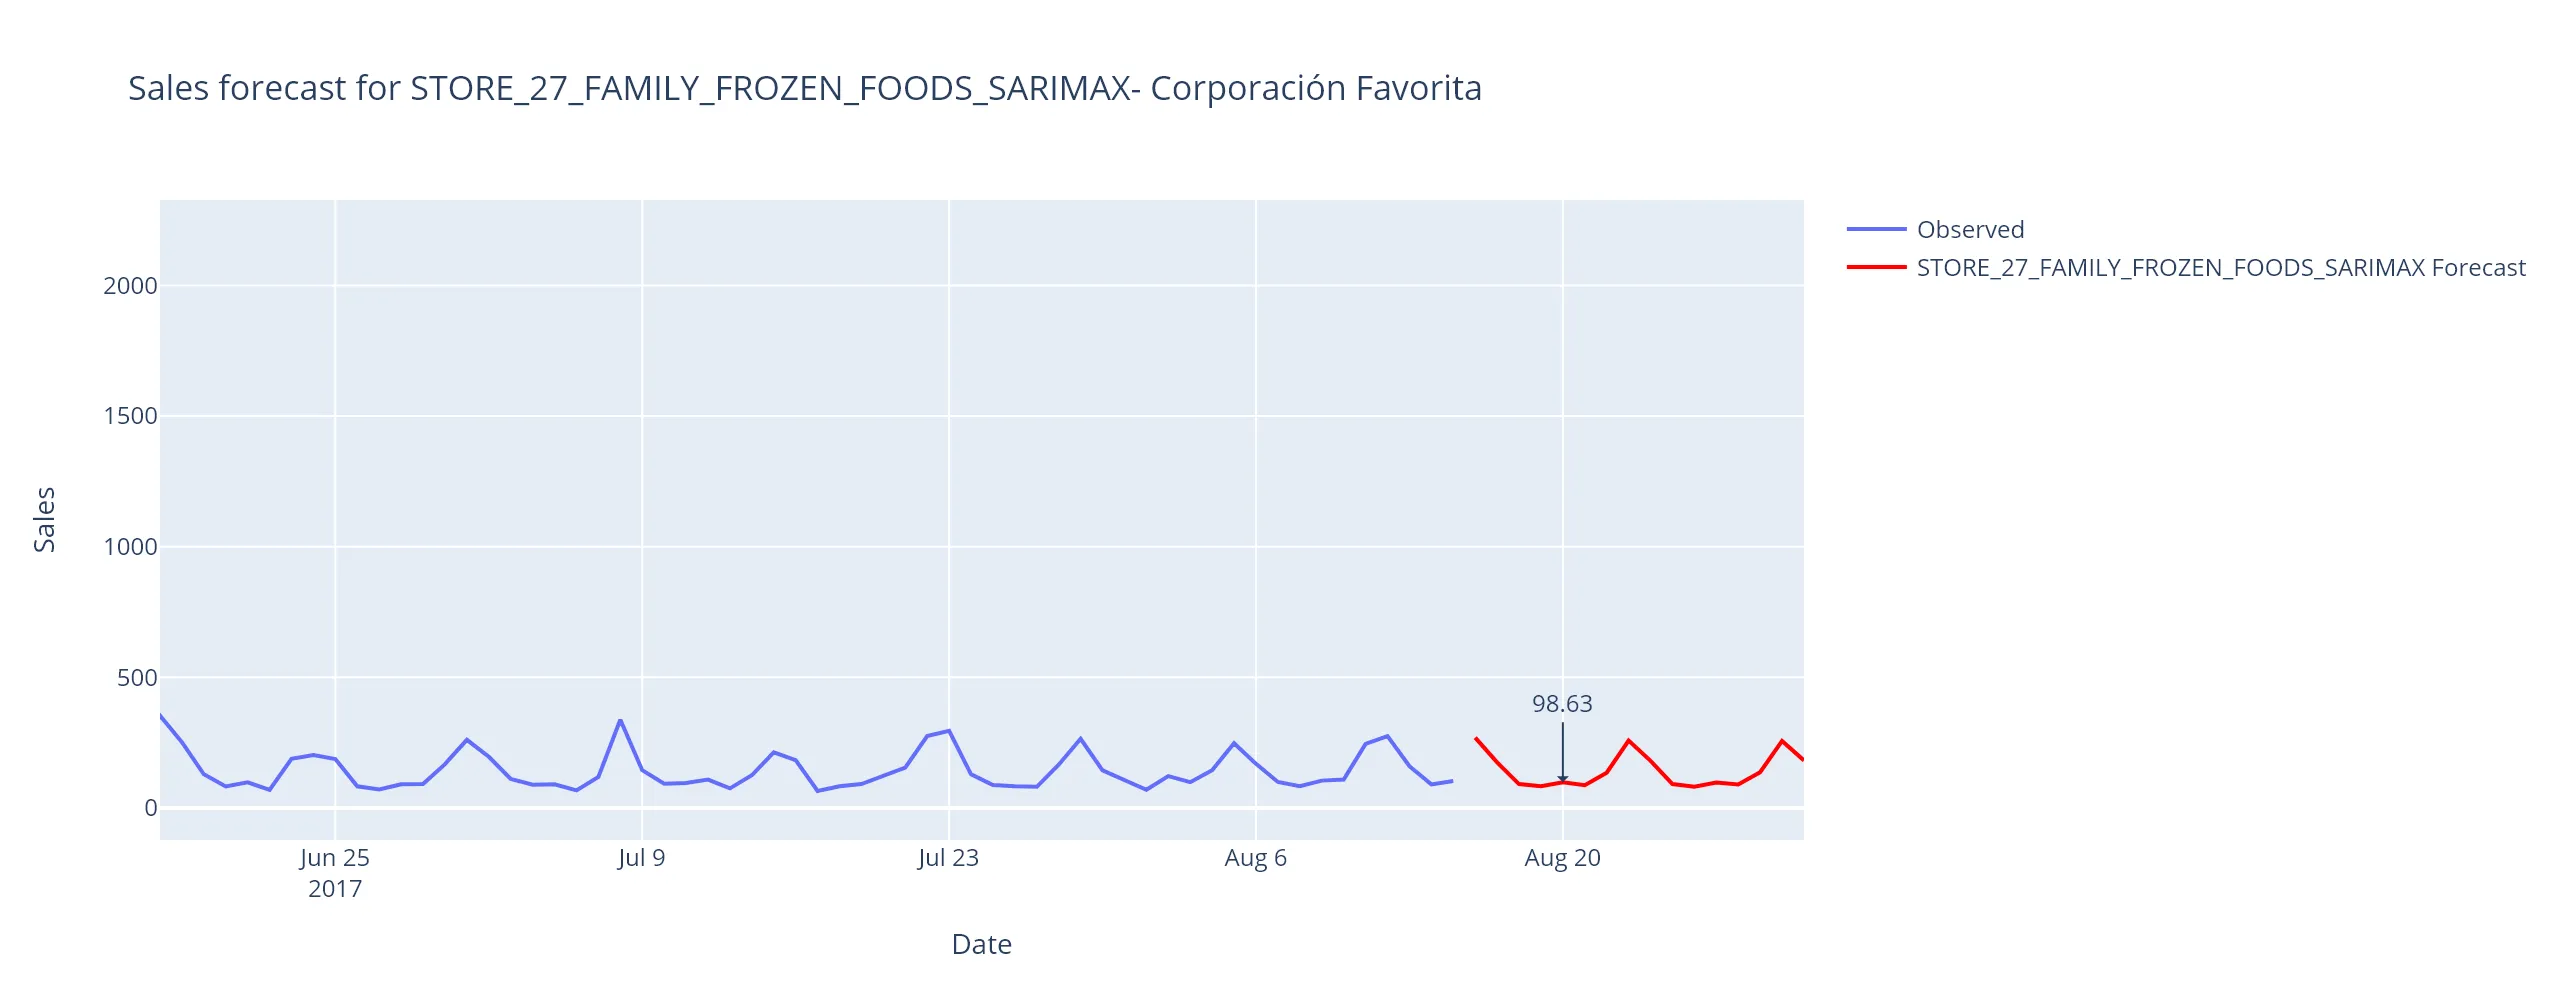 Sales forecast for STORE_27_FAMILY_FROZEN_FOODS_SARIMAX- Corporación Favorita
Observed
STORE_27_FAMILY_FROZEN_FOODS_SARIMAX Forecast
2000
1500
1000
500
0
Sales
98.63
Jun 25
2017
Jul 9
Jul 23
Aug 6
Aug 20
Date